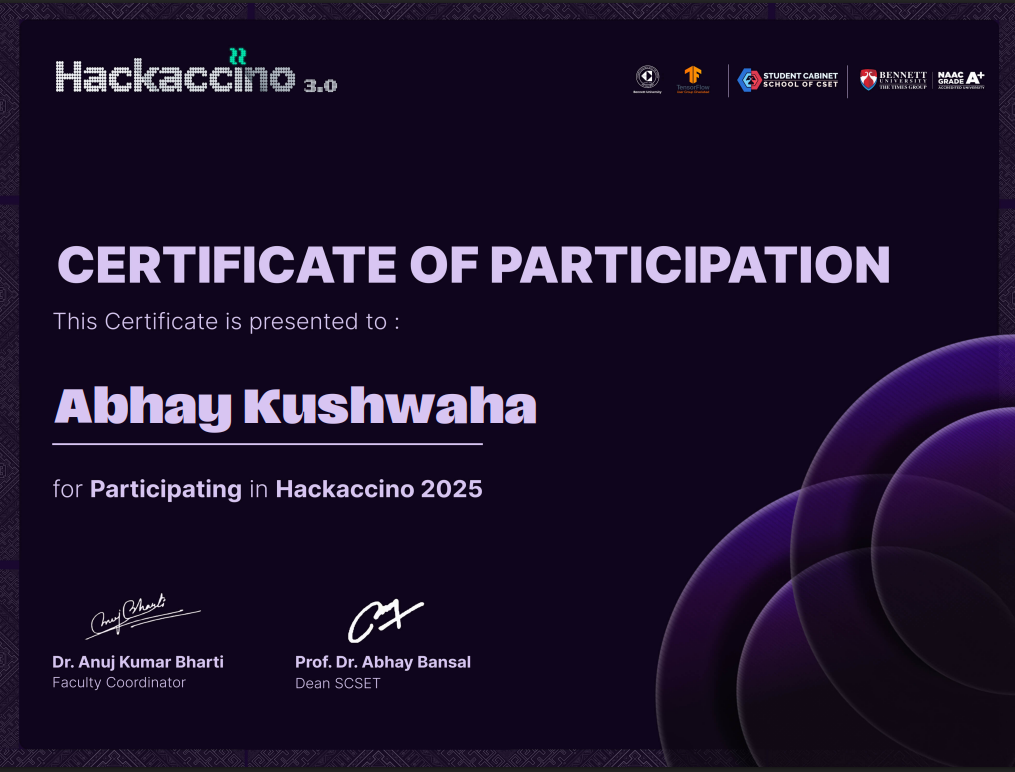 Hackaccino 3.0
Bennett University
TensorFlow
STUDENT CABINET
SCHOOL OF CSET
BENNETT
UNIVERSITY
THE TIMES GROUP
NAAC
GRADE A+
ACCREDITED UNIVERSITY
CERTIFICATE OF PARTICIPATION
This Certificate is presented to :
Abhay Kushwaha
for Participating in Hackaccino 2025
Anuj Bharti
Dr. Anuj Kumar Bharti
Faculty Coordinator
Prof. Dr. Abhay Bansal
Dean SCSET